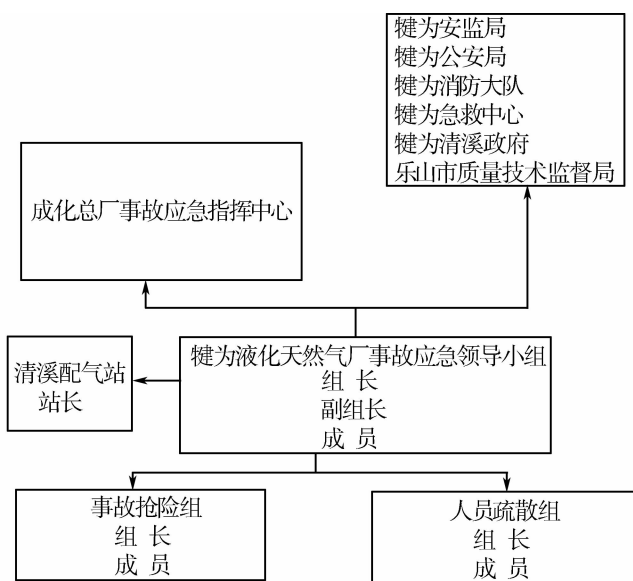 犍为安监局
犍为公安局
犍为消防大队
犍为急救中心
犍为清溪政府
乐山市质量技术监督局
成化总厂事故应急指挥中心
清溪配气站
站长
犍为液化天然气厂事故应急领导小组
组 长
副组长
成 员
事故抢险组
组 长
成 员
人员疏散组
组 长
成 员